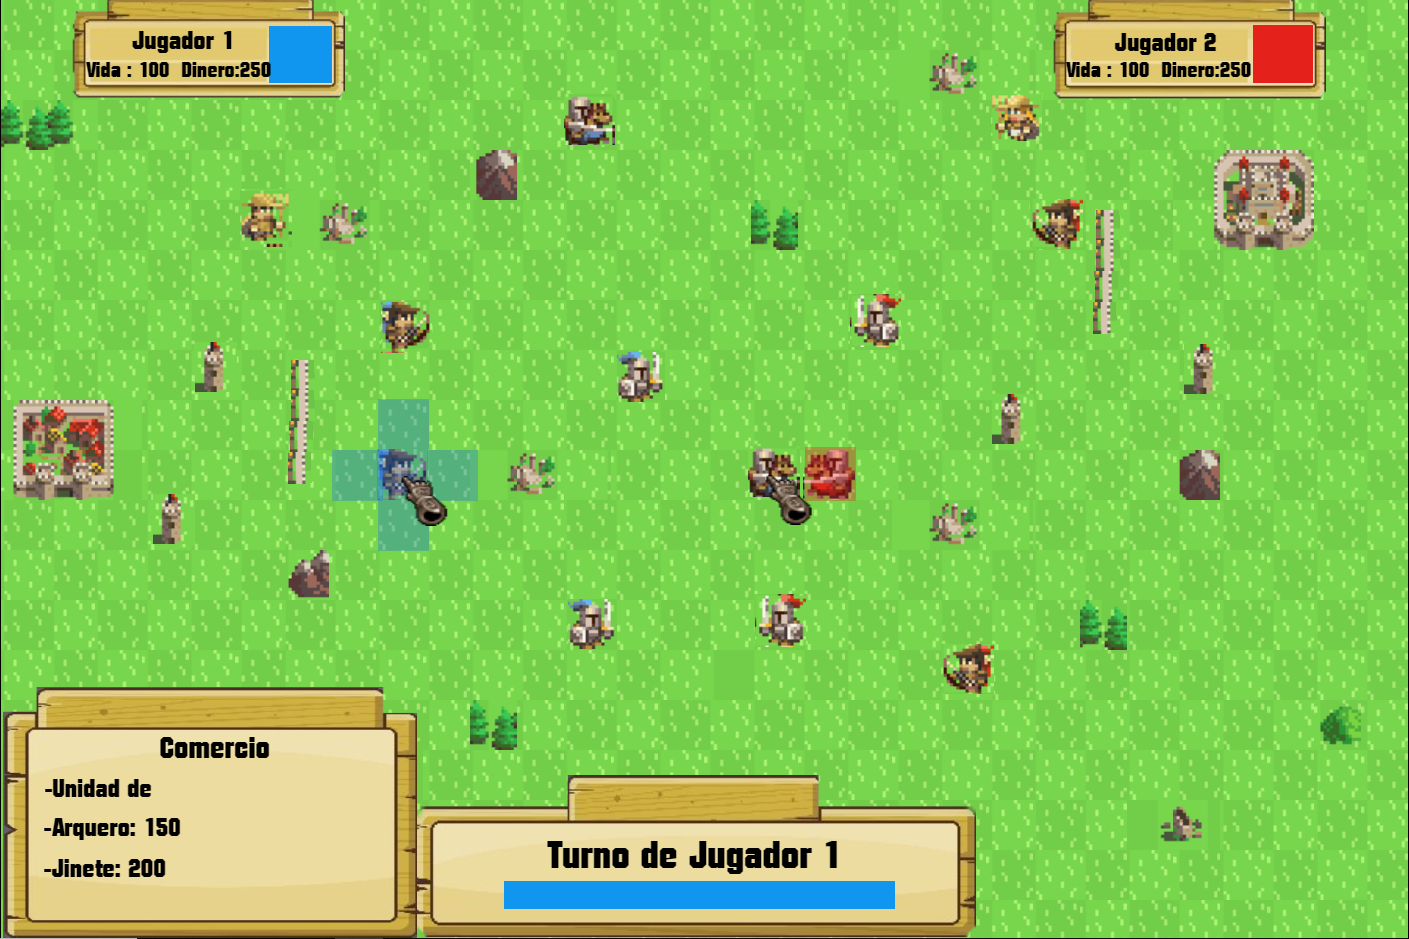 Jugador 1
Vida : 100 Dinero:250
Jugador 2
Vida : 100 Dinero:250
Comercio
-Unidad de
-Arquero: 150
-Jinete: 200
Turno de Jugador 1